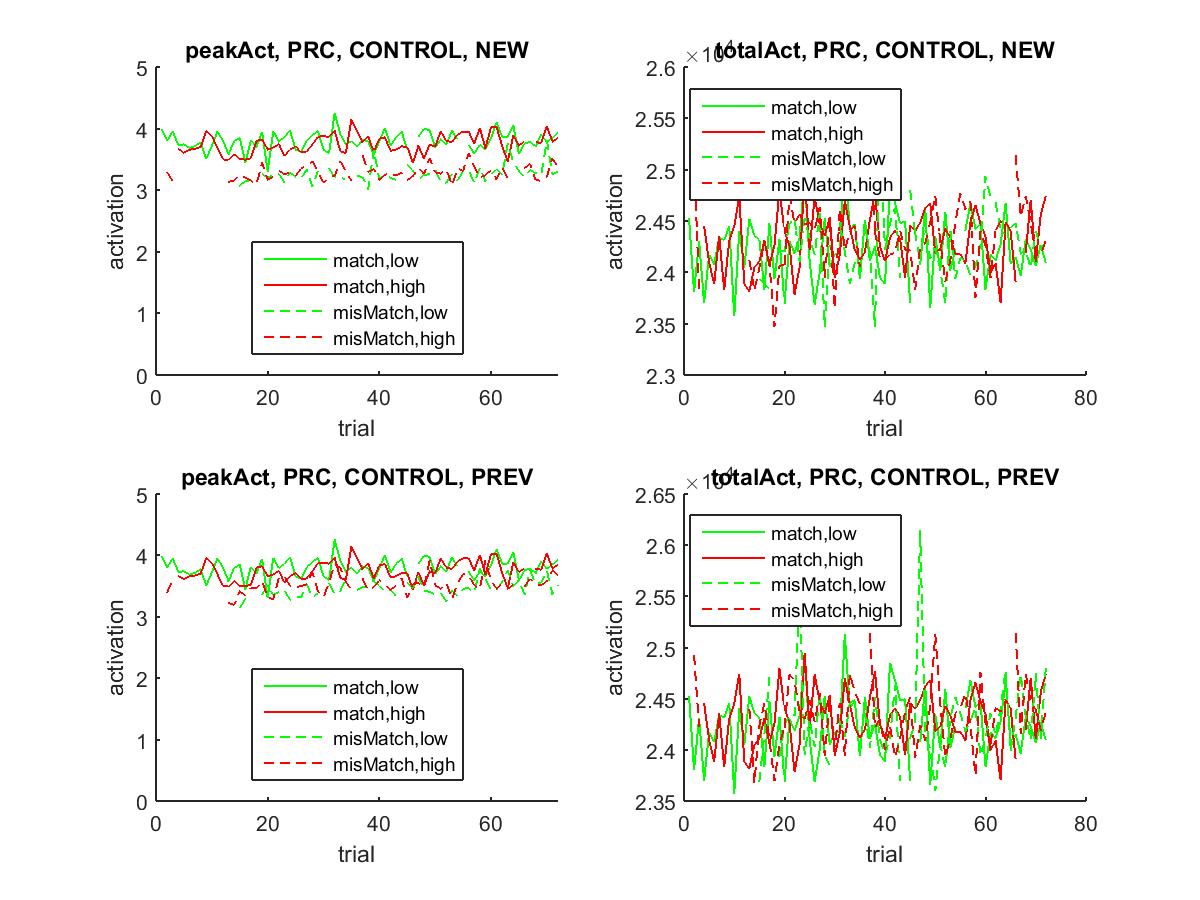 peakAct, PRC, CONTROL, NEW
5
4
3
2
1
0
activation
match,low
match,high
misMatch,low
misMatch,high
0 20 40 60
trial
×10⁴
totalAct, PRC, CONTROL, NEW
2.6
2.55
2.5
2.45
2.4
2.35
2.3
activation
match,low
match,high
misMatch,low
misMatch,high
0 20 40 60 80
trial
peakAct, PRC, CONTROL, PREV
5
4
3
2
1
0
activation
match,low
match,high
misMatch,low
misMatch,high
0 20 40 60
trial
×10⁴
totalAct, PRC, CONTROL, PREV
2.65
2.6
2.55
2.5
2.45
2.4
2.35
activation
match,low
match,high
misMatch,low
misMatch,high
0 20 40 60 80
trial